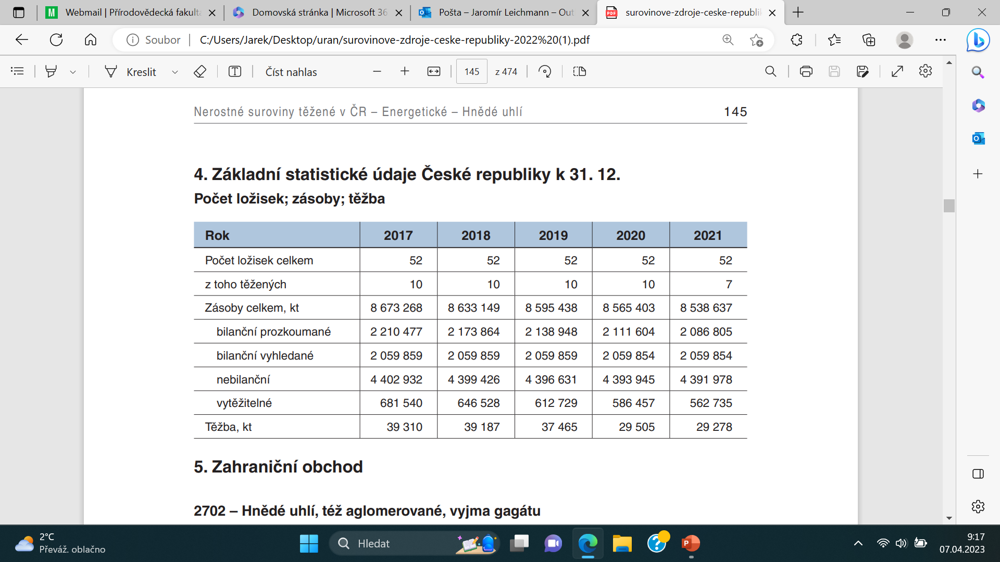 Webmail | Přírodovědecká fakulta
Domovská stránka | Microsoft 36
Pošta – Jaromír Leichmann – Out
surovinove-zdroje-ceske-republik
Soubor
C:/Users/Jarek/Desktop/uran/surovinove-zdroje-ceske-republiky-2022%20(1).pdf
Kreslit
Číst nahlas
145
z 474
Nerostné suroviny těžené v ČR – Energetické – Hnědé uhlí 145
4. Základní statistické údaje České republiky k 31. 12.
Počet ložisek; zásoby; těžba
Rok 2017 2018 2019 2020 2021
Počet ložisek celkem 52 52 52 52 52
z toho těžených 10 10 10 10 7
Zásoby celkem, kt 8 673 268 8 633 149 8 595 438 8 565 403 8 538 637
bilanční prozkoumané 2 210 477 2 173 864 2 138 948 2 111 604 2 086 805
bilanční vyhledané 2 059 859 2 059 859 2 059 859 2 059 854 2 059 854
nebilanční 4 402 932 4 399 426 4 396 631 4 393 945 4 391 978
vytěžitelné 681 540 646 528 612 729 586 457 562 735
Těžba, kt 39 310 39 187 37 465 29 505 29 278
5. Zahraniční obchod
2702 – Hnědé uhlí, též aglomerované, vyjma gagátu
2°C
Převáž. oblačno
Hledat
9:17
07.04.2023